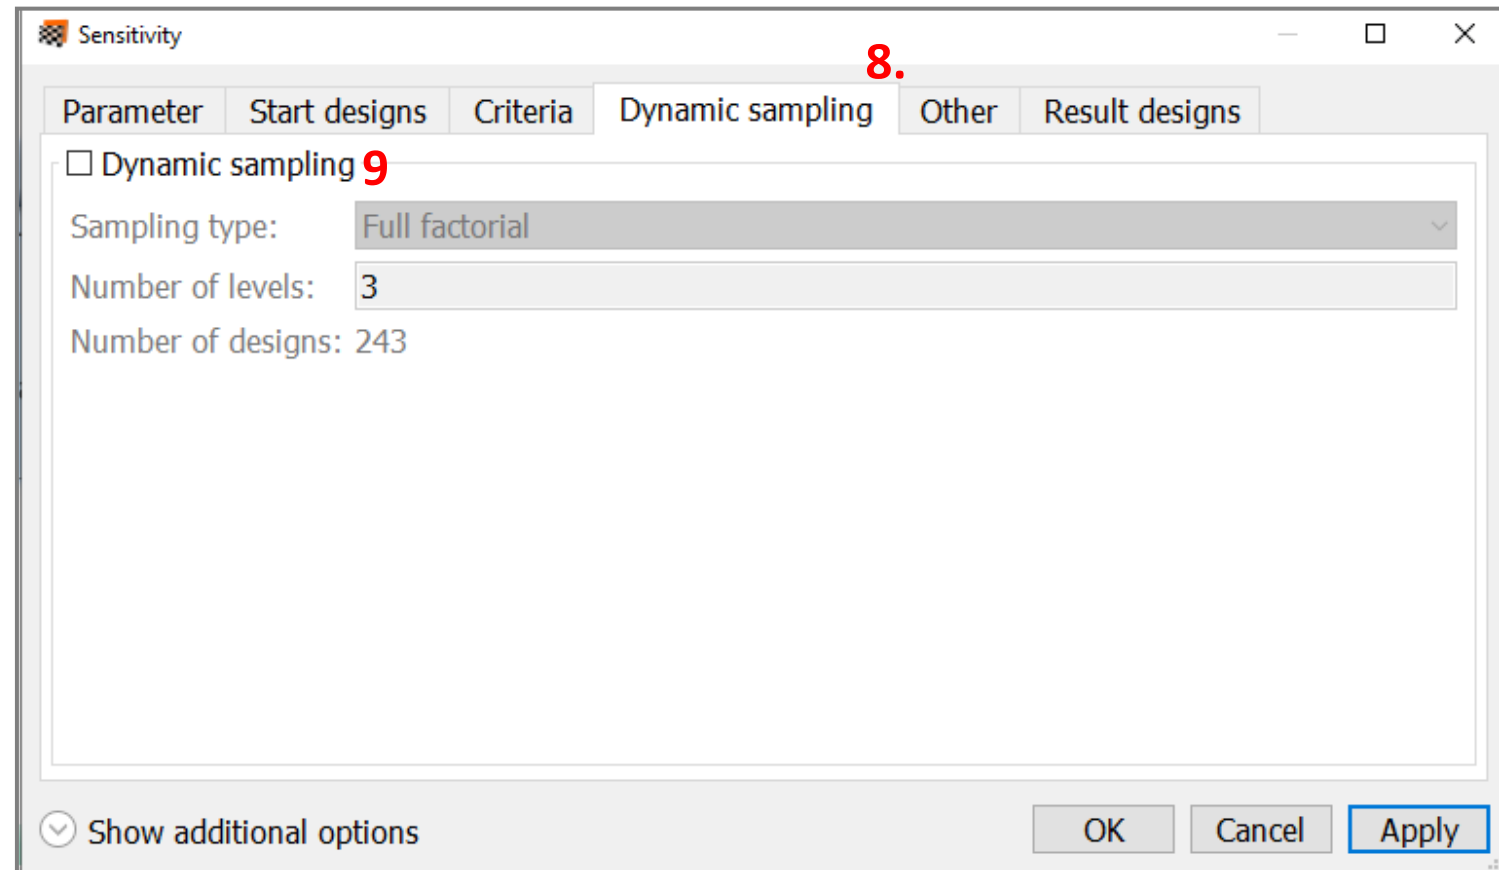 Sensitivity
8.
Parameter Start designs Criteria Dynamic sampling Other Result designs
Dynamic sampling 9
Sampling type: Full factorial
Number of levels: 3
Number of designs: 243
Show additional options OK Cancel Apply